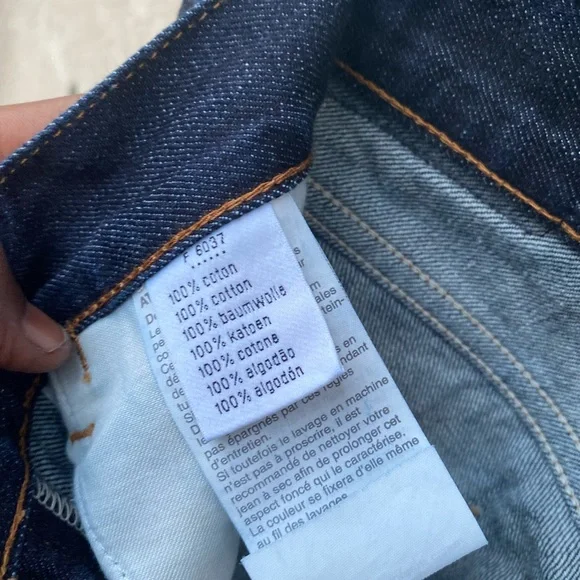 F 6037
100% coton
100% cotton
100% baumwolle
100% katoen
100% cotone
100% algodão
100% algodón
pas épargnés par ces règles
d'entretien.
Si toutefois le lavage en machine
n'est pas à proscrire, il est
recommandé de nettoyer votre
jean à sec afin de prolonger cet
aspect foncé qui le caractérise.
La couleur se fixera d'elle même
au fil des lavages